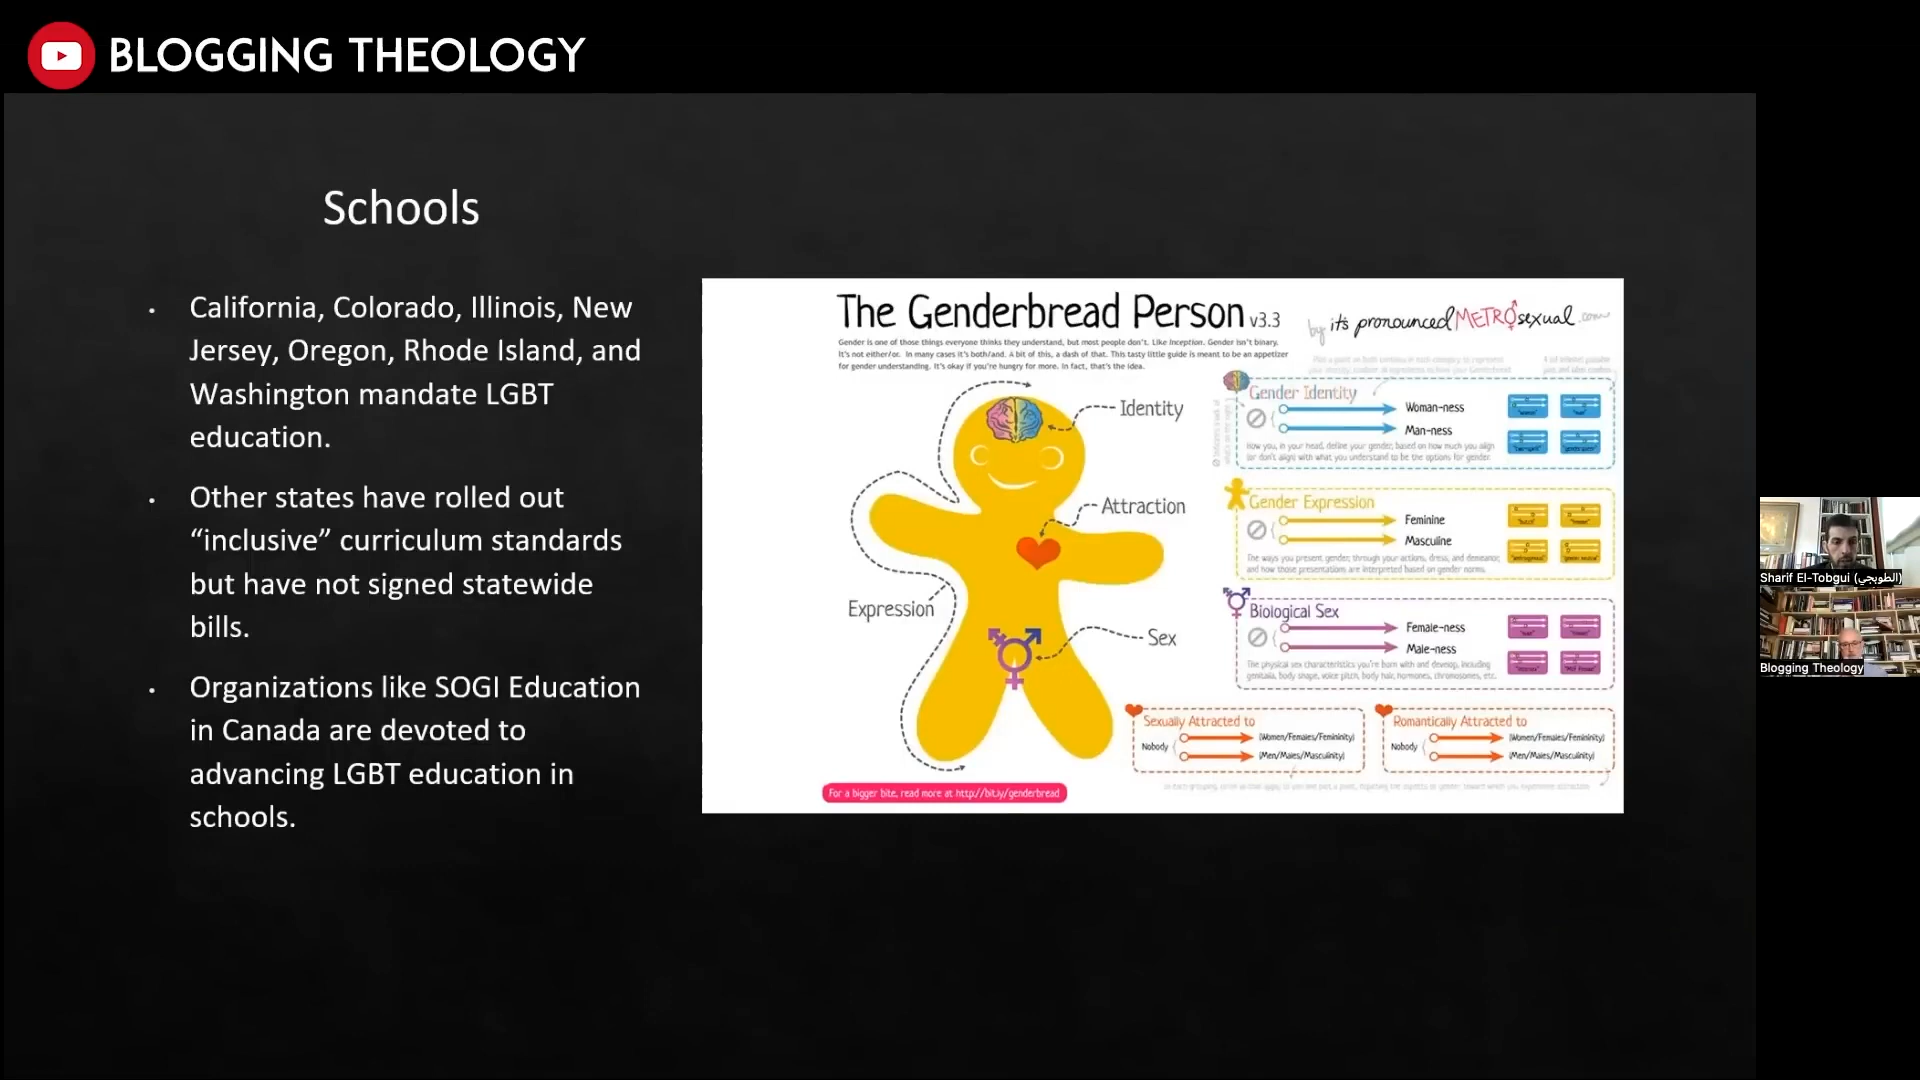 BLOGGING THEOLOGY
Schools
• California, Colorado, Illinois, New
Jersey, Oregon, Rhode Island, and
Washington mandate LGBT
education.
• Other states have rolled out
“inclusive” curriculum standards
but have not signed statewide
bills.
• Organizations like SOGI Education
in Canada are devoted to
advancing LGBT education in
schools.
The Genderbread Person v3.3
by it's pronounced METROsexual.com
Gender is one of those things everyone thinks they understand, but most people don't. Like Inception. Gender isn't binary.
It's not either/or. In many cases it's both/and. A bit of this, a dash of that. This tasty little guide is meant to be an appetizer
for gender understanding. It's okay if you're hungry for more. In fact, that's the idea.
Identity
Attraction
Expression
Sex
Gender Identity
Woman-ness
Man-ness
How you, in your head, define your gender, based on how much you align
(or don't align) with what you understand to be the options for gender.
Gender Expression
Feminine
Masculine
The ways you present gender, through your actions, dress, and demeanor,
and how those presentations are interpreted based on gender norms.
Biological Sex
Female-ness
Male-ness
The physical sex characteristics you're born with and develop, including
genitalia, body shape, voice pitch, body hair, hormones, chromosomes, etc.
Sexually Attracted to
Nobody
(Women/Females/Femininity)
(Men/Males/Masculinity)
Romantically Attracted to
Nobody
(Women/Females/Femininity)
(Men/Males/Masculinity)
For a bigger bite, read more at http://bit.ly/genderbread
Sharif El-Tobgui (الطوبجي)
Blogging Theology